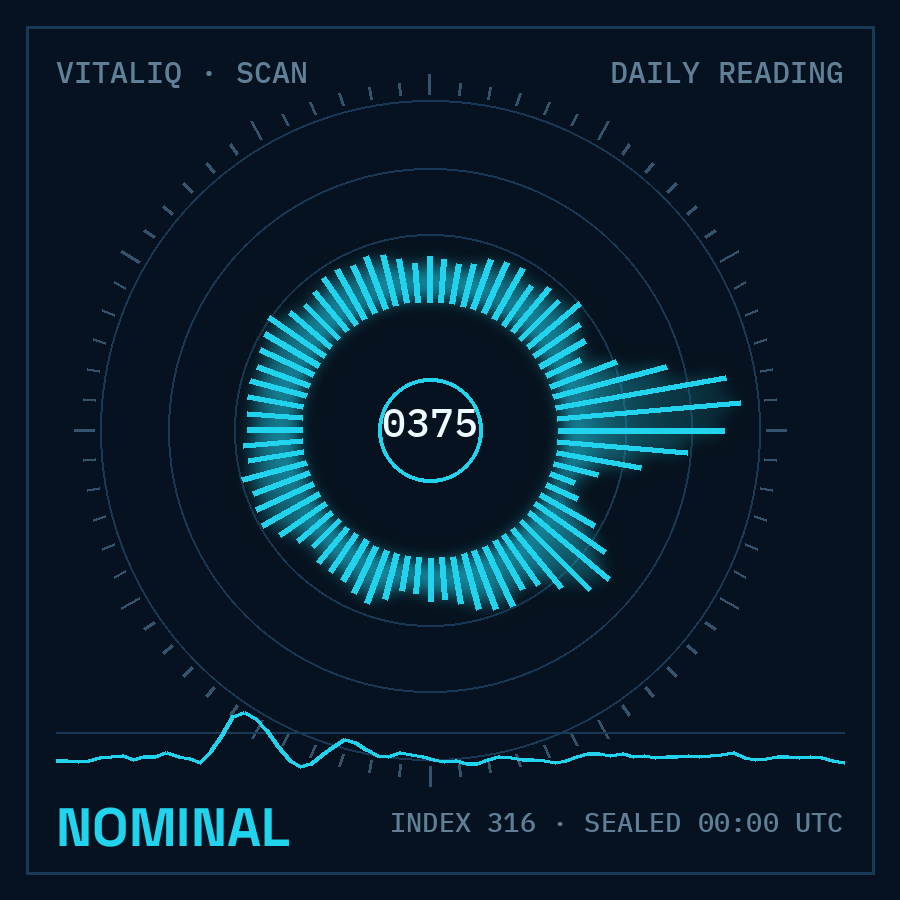 VITALIQ · SCAN
DAILY READING
0375
NOMINAL
INDEX 316 · SEALED 00:00 UTC